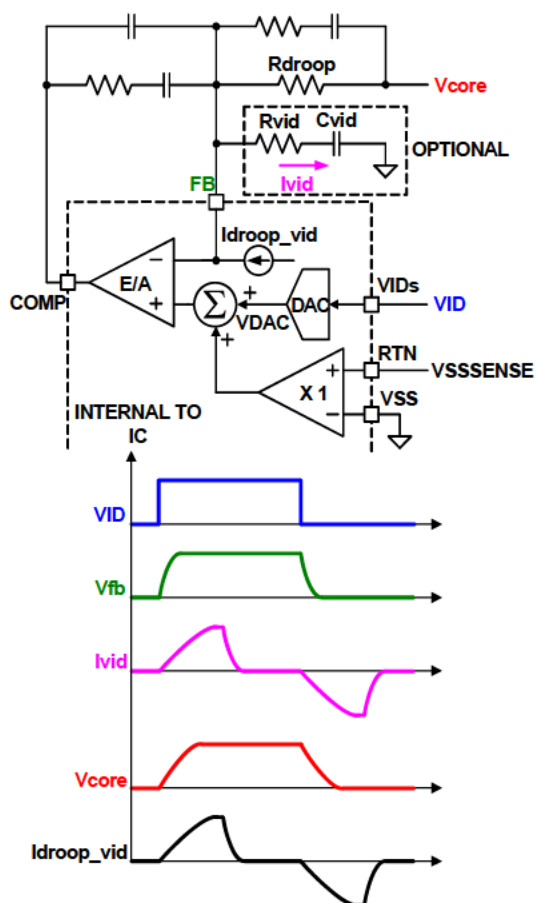 Rdroop
Vcore
Rvid Cvid
OPTIONAL
Ivid
FB
Idroop_vid
E/A
−
+
COMP
Σ
+
+
VDAC
DAC
VIDs
VID
RTN
VSSSENSE
X 1
+
−
VSS
INTERNAL TO
IC
VID
Vfb
Ivid
Vcore
Idroop_vid